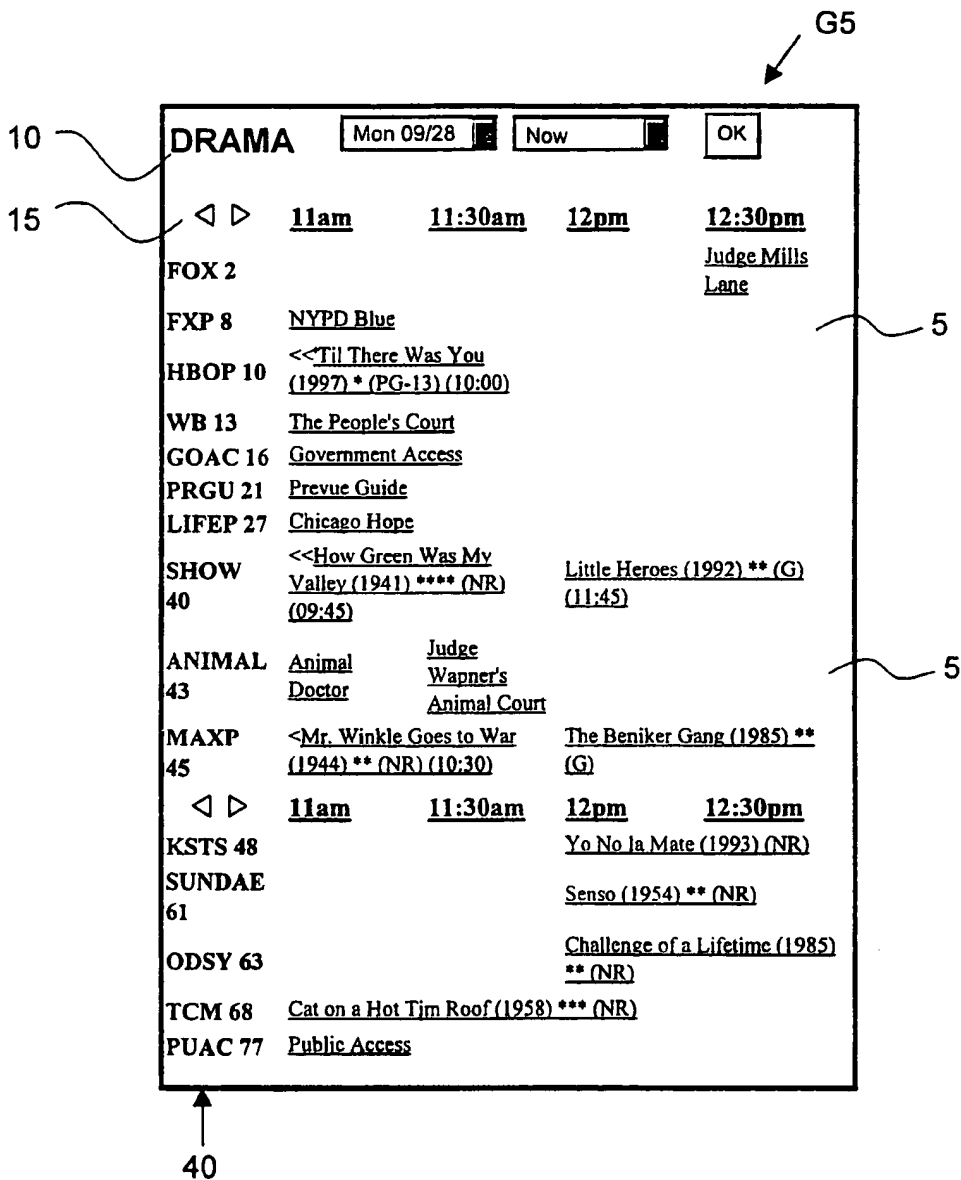 G5
10
DRAMA
Mon 09/28
Now
OK
15
11am 11:30am 12pm 12:30pm
FOX 2
Judge Mills
Lane
FXP 8
NYPD Blue
5
HBOP 10
<<'Til There Was You
(1997) * (PG-13) (10:00)
WB 13
The People's Court
GOAC 16
Government Access
PRGU 21
Prevue Guide
LIFEP 27
Chicago Hope
SHOW
40
<<How Green Was My
Valley (1941) **** (NR)
(09:45)
Little Heroes (1992) ** (G)
(11:45)
ANIMAL
43
Animal
Doctor
Judge
Wapner's
Animal Court
5
MAXP
45
<Mr. Winkle Goes to War
(1944) ** (NR) (10:30)
The Beniker Gang (1985) **
(G)
11am 11:30am 12pm 12:30pm
KSTS 48
Yo No la Mate (1993) (NR)
SUNDAE
61
Senso (1954) ** (NR)
ODSY 63
Challenge of a Lifetime (1985)
** (NR)
TCM 68
Cat on a Hot Tim Roof (1958) *** (NR)
PUAC 77
Public Access
40